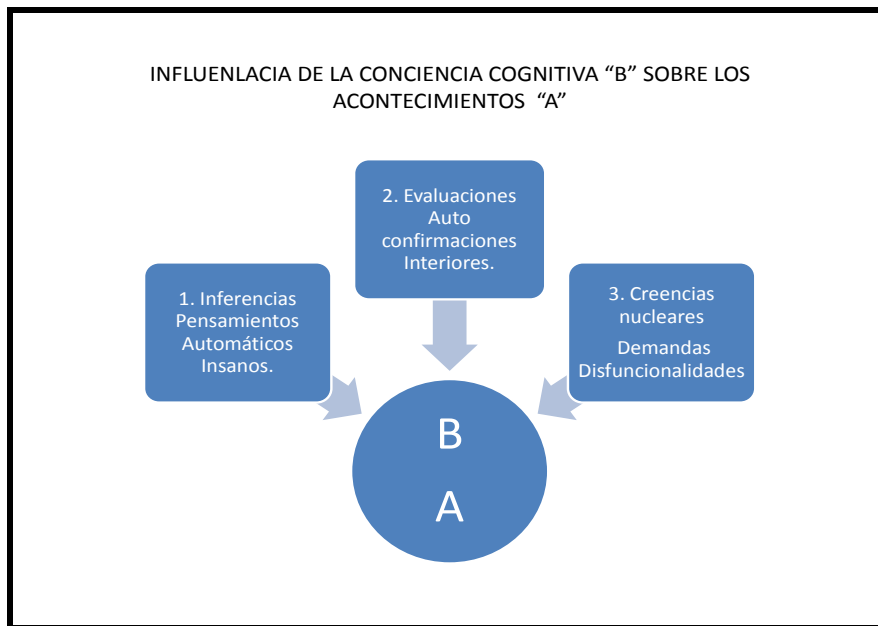 INFLUENLACIA DE LA CONCIENCIA COGNITIVA “B” SOBRE LOS
ACONTECIMIENTOS “A”
1. Inferencias
Pensamientos
Automáticos
Insanos.
2. Evaluaciones
Auto
confirmaciones
Interiores.
3. Creencias
nucleares
Demandas
Disfuncionalidades
B
A